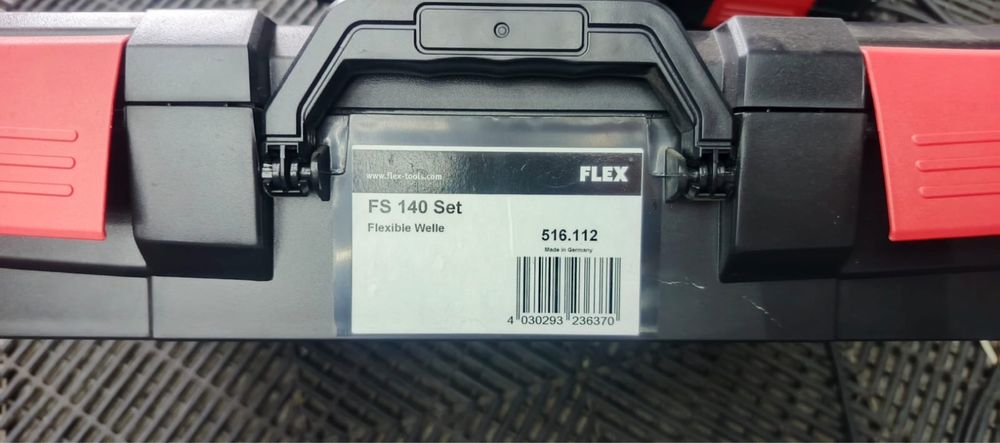 www.flex-tools.com
FLEX
FS 140 Set
Flexible Welle
516.112
Made in Germany
4 030293 236370